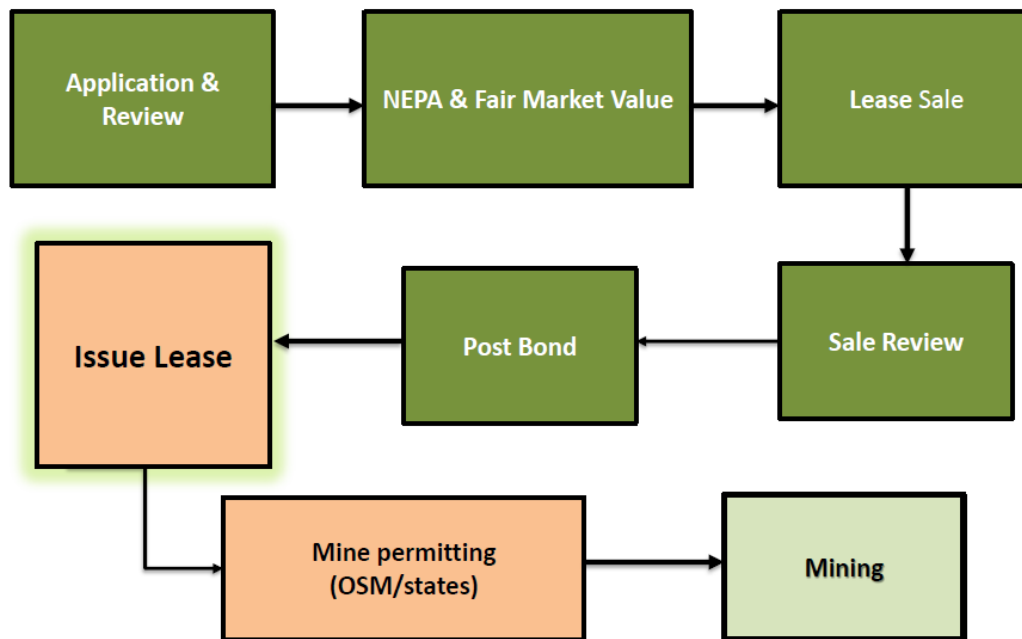 Application &
Review
NEPA & Fair Market Value
Lease Sale
Issue Lease
Post Bond
Sale Review
Mine permitting
(OSM/states)
Mining